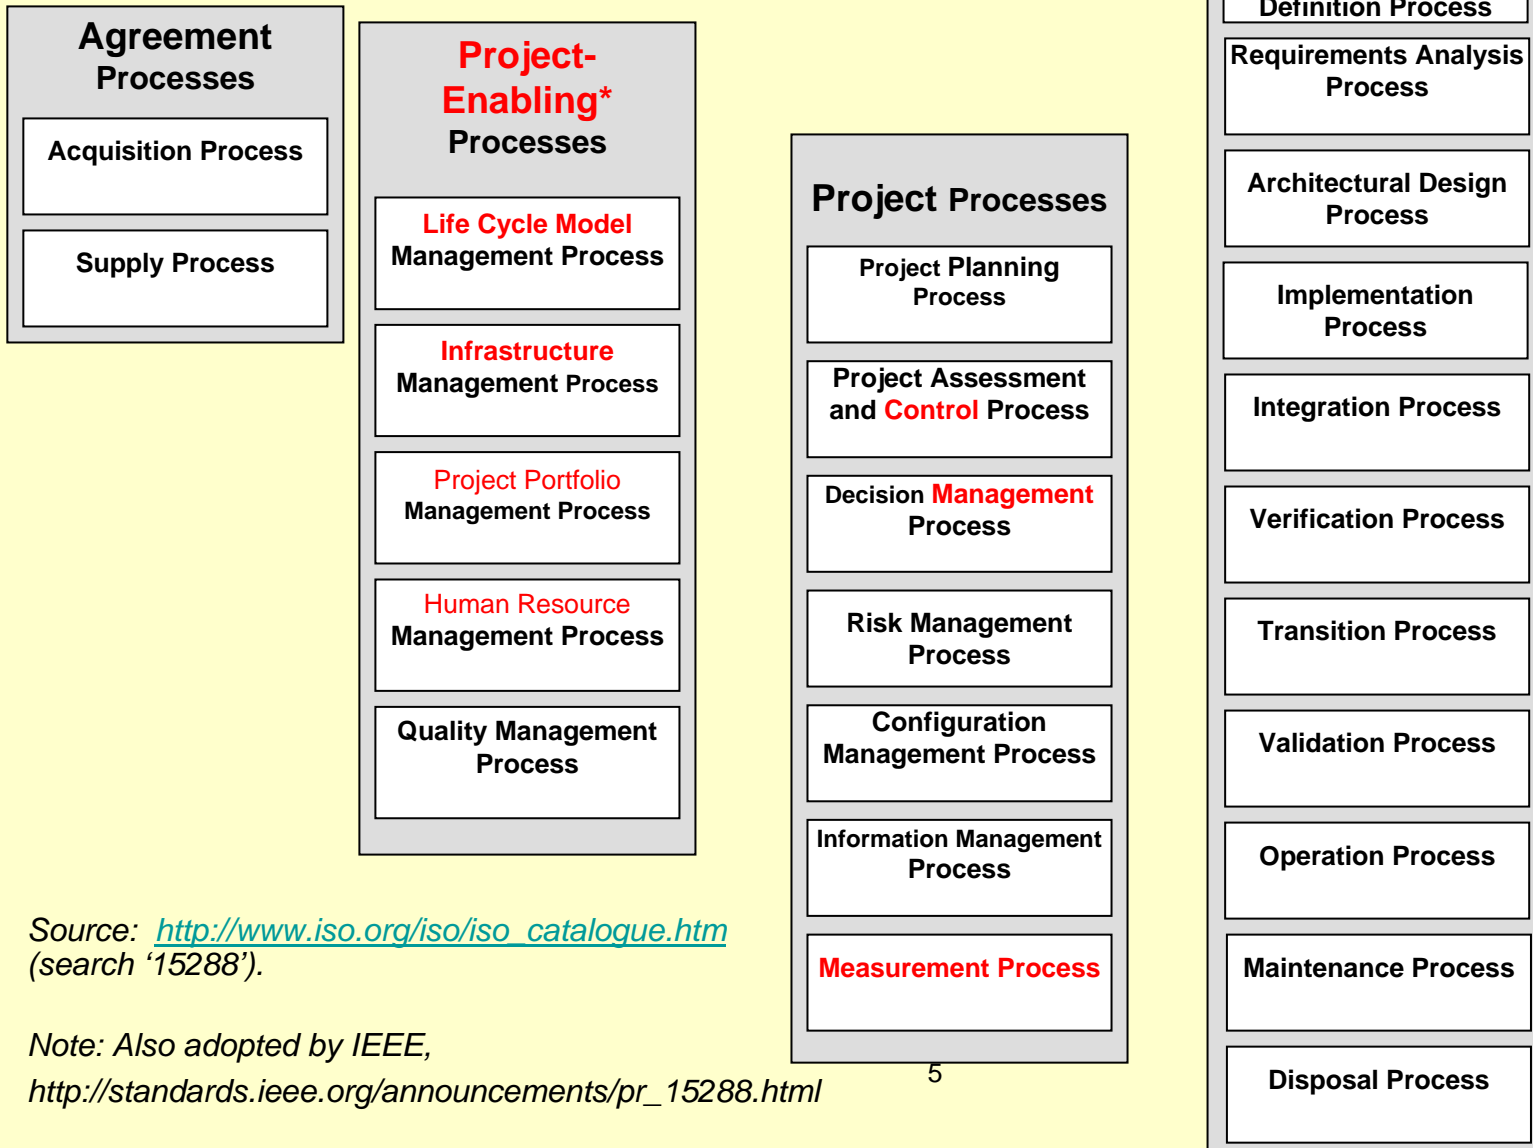 Agreement
Processes
Acquisition Process
Supply Process
Project-
Enabling*
Processes
Life Cycle Model
Management Process
Infrastructure
Management Process
Project Portfolio
Management Process
Human Resource
Management Process
Quality Management
Process
Project Processes
Project Planning
Process
Project Assessment
and Control Process
Decision Management
Process
Risk Management
Process
Configuration
Management Process
Information Management
Process
Measurement Process
Definition Process
Requirements Analysis
Process
Architectural Design
Process
Implementation
Process
Integration Process
Verification Process
Transition Process
Validation Process
Operation Process
Maintenance Process
Disposal Process
Source: http://www.iso.org/iso/iso_catalogue.htm
(search ‘15288’).
Note: Also adopted by IEEE,
http://standards.ieee.org/announcements/pr_15288.html
5